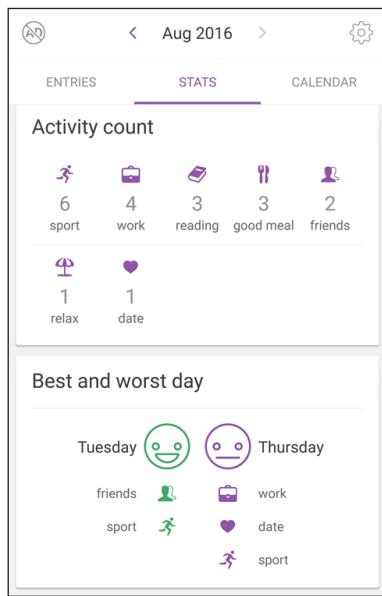 AD
Aug 2016
ENTRIES STATS CALENDAR
Activity count
6 4 3 3 2
sport work reading good meal friends
1 1
relax date
Best and worst day
Tuesday Thursday
friends work
sport date
sport